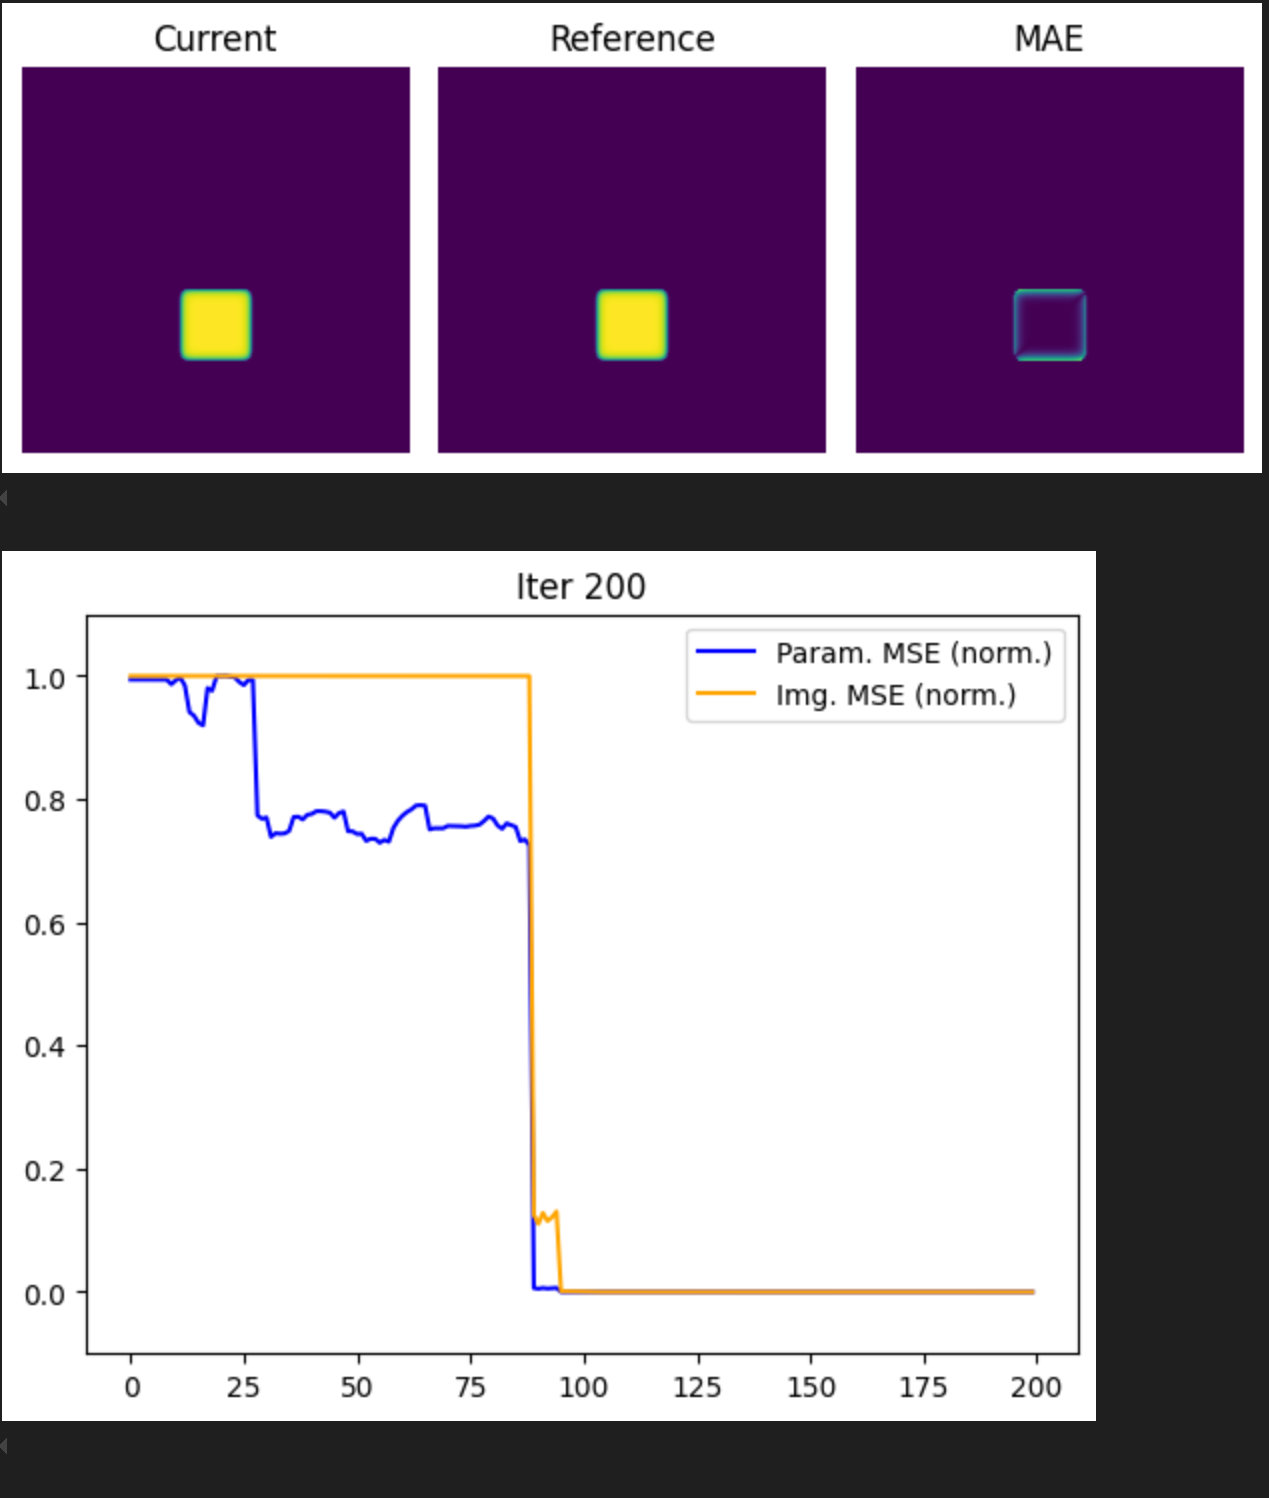 Current Reference MAE
Iter 200
Param. MSE (norm.)
Img. MSE (norm.)
1.0
0.8
0.6
0.4
0.2
0.0
0 25 50 75 100 125 150 175 200